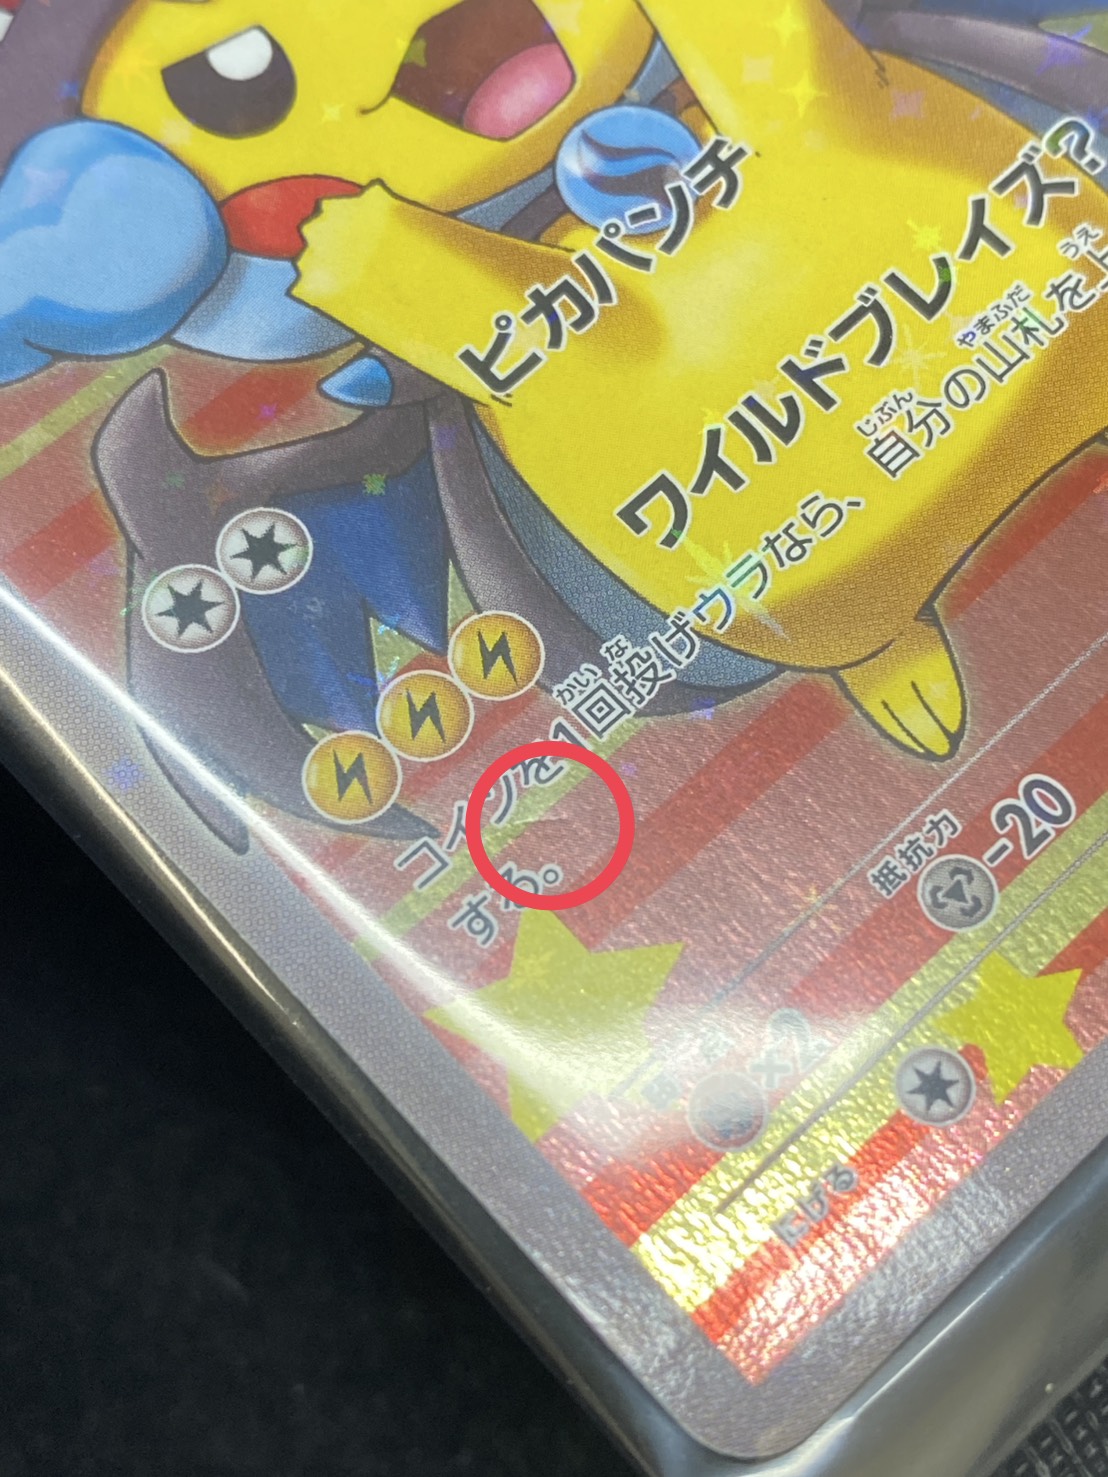 ピカパンチ
ワイルドブレイズ?
かい な じぶん やまふだ うえ
コインを1回投げウラなら、自分の山札を上
する。
抵抗力
-20
×2
にげる